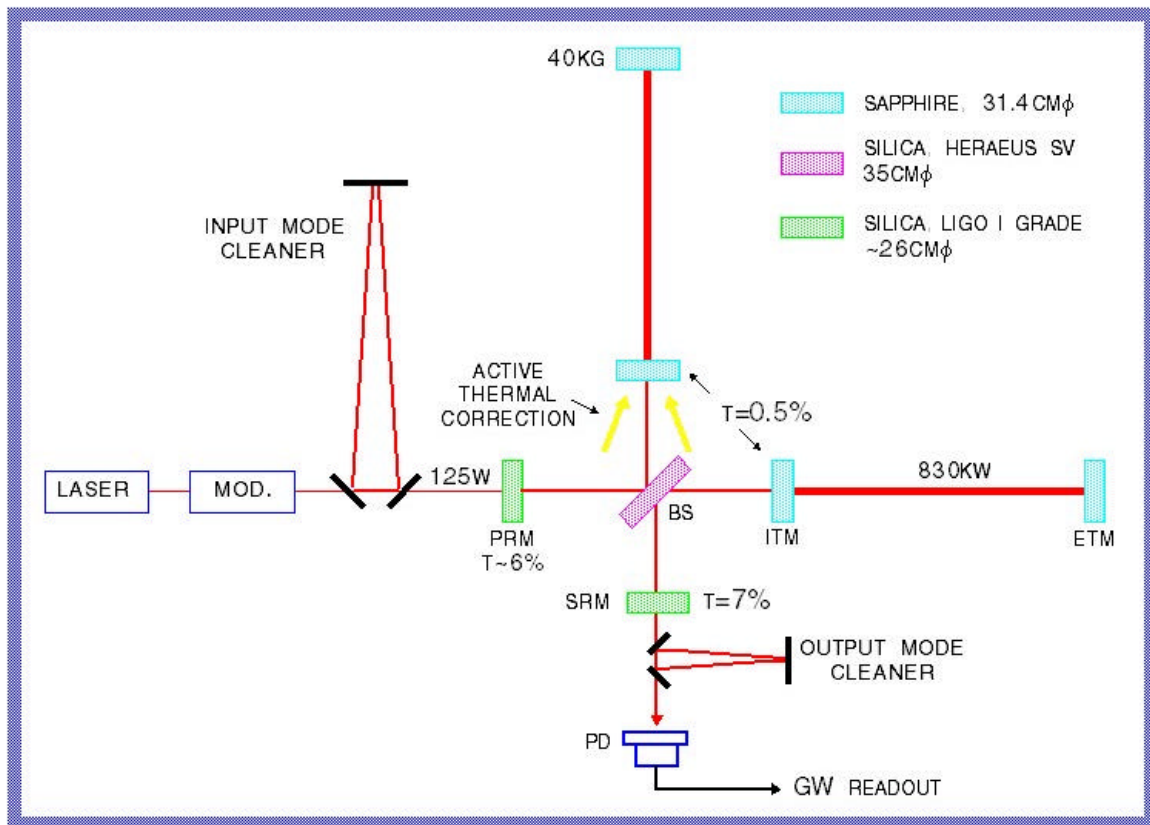 40KG
SAPPHIRE, 31.4CMϕ
SILICA, HERAEUS SV
35CMϕ
SILICA, LIGO I GRADE
~26CMϕ
INPUT MODE
CLEANER
ACTIVE
THERMAL
CORRECTION
T=0.5%
LASER
MOD.
125W
830KW
BS
PRM
T~6%
ITM
ETM
SRM
T=7%
OUTPUT MODE
CLEANER
PD
GW READOUT